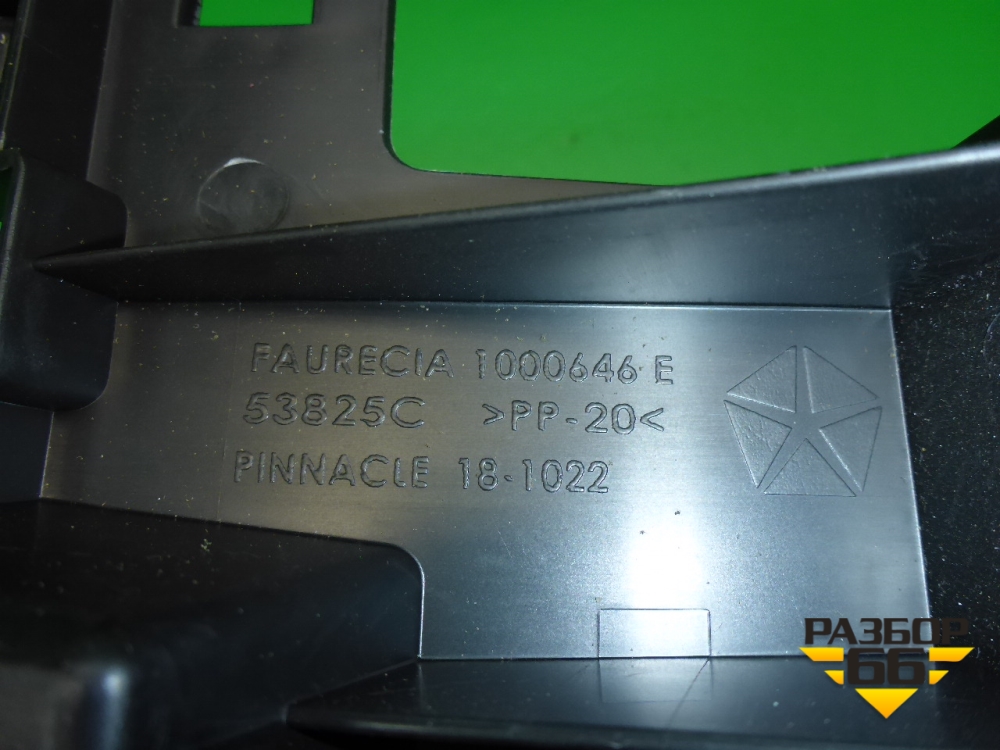 FAURECIA 1000646 E
53825C >PP-20<
PINNACLE 18-1022
РАЗБОР
66